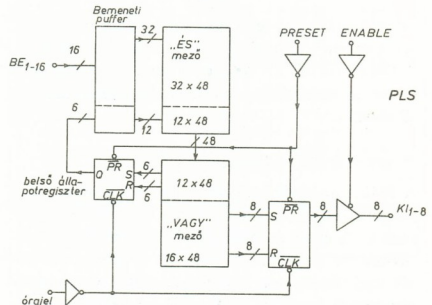 Bemeneti
puffer
32
„ÉS"
mező
32 x 48
12 x 48
16
BE1-16
6
12
PRESET
ENABLE
PLS
48
Q
PR
S
R
CLK
6
6
belső álla-
potregiszter
12 x 48
„VAGY"
mező
16 x 48
8
8
S
PR
R
CLK
8
8
KI1-8
órajel